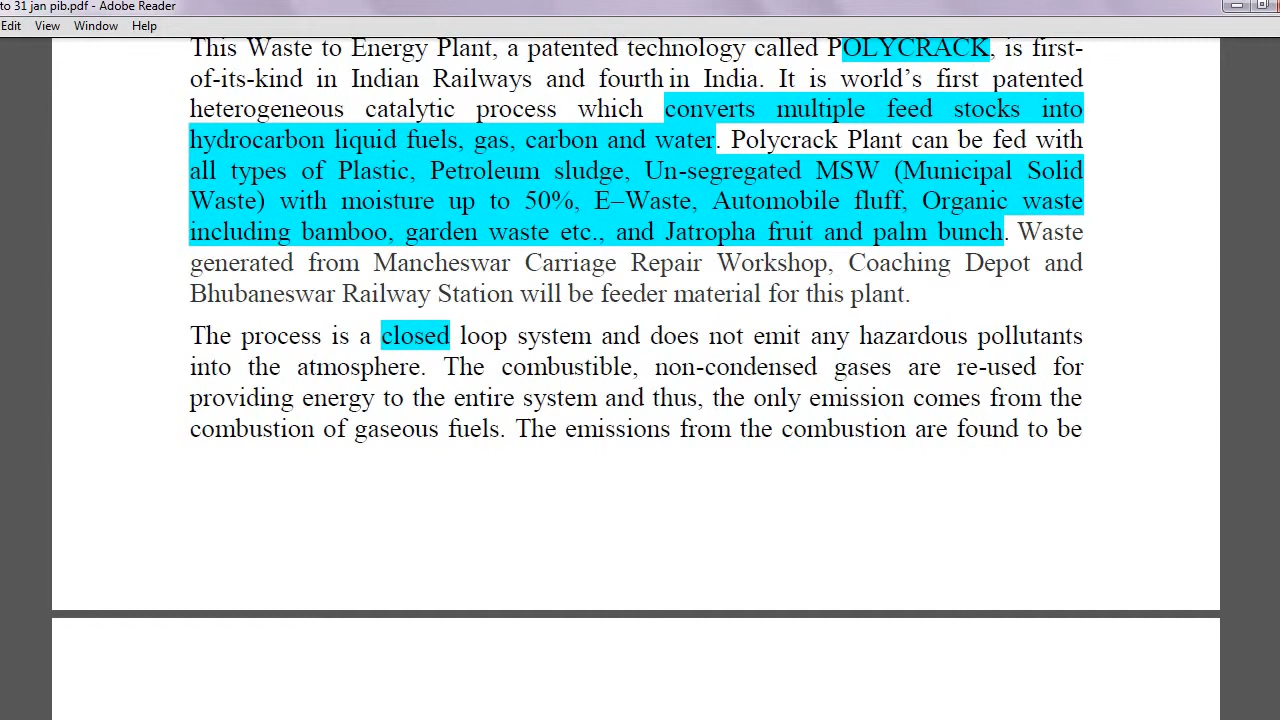 to 31 jan pib.pdf - Adobe Reader
Edit View Window Help
This Waste to Energy Plant, a patented technology called POLYCRACK, is first-
of-its-kind in Indian Railways and fourth in India. It is world’s first patented
heterogeneous catalytic process which converts multiple feed stocks into
hydrocarbon liquid fuels, gas, carbon and water. Polycrack Plant can be fed with
all types of Plastic, Petroleum sludge, Un-segregated MSW (Municipal Solid
Waste) with moisture up to 50%, E–Waste, Automobile fluff, Organic waste
including bamboo, garden waste etc., and Jatropha fruit and palm bunch. Waste
generated from Mancheswar Carriage Repair Workshop, Coaching Depot and
Bhubaneswar Railway Station will be feeder material for this plant.
The process is a closed loop system and does not emit any hazardous pollutants
into the atmosphere. The combustible, non-condensed gases are re-used for
providing energy to the entire system and thus, the only emission comes from the
combustion of gaseous fuels. The emissions from the combustion are found to be